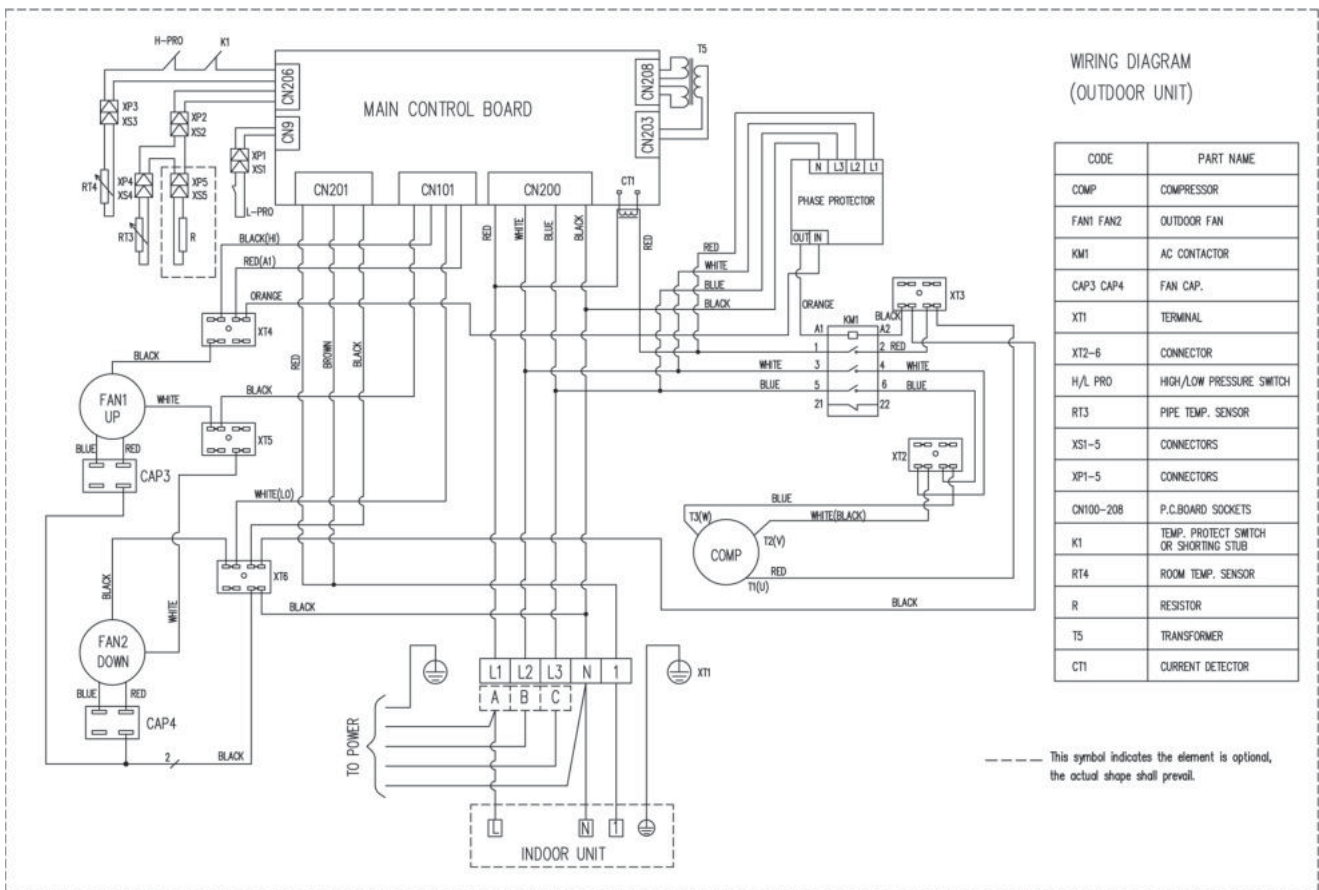 H-PRO
K1
T5
CN206
CN208
MAIN CONTROL BOARD
CN9
CN203
XP3
XS3
XP2
XS2
XP1
XS1
RT4
XP4
XS4
XP5
XS5
RT3
R
L-PRO
CN201
CN101
CN200
CT1
N L3 L2 L1
PHASE PROTECTOR
OUT IN
RED
WHITE
BLUE
BLACK
RED
BLACK(HI)
RED(A1)
ORANGE
RED
WHITE
BLUE
BLACK
ORANGE
XT4
XT3
BLACK
KM1
A1
A2
1
2 RED
WHITE 3
4 WHITE
BLUE 5
6 BLUE
21
22
BLACK
FAN1
UP
WHITE
BLACK
RED
BROWN
BLACK
BLUE
RED
XT5
CAP3
XT2
WHITE(LO)
BLUE
T3(W)
WHITE(BLACK)
T2(V)
COMP
RED
T1(U)
BLACK
XT6
BLACK
BLACK
WHITE
FAN2
DOWN
BLUE
RED
CAP4
2
BLACK
L1 L2 L3 N 1
XT1
A B C
TO POWER
L N 1
INDOOR UNIT
WIRING DIAGRAM
(OUTDOOR UNIT)
CODE PART NAME
COMP COMPRESSOR
FAN1 FAN2 OUTDOOR FAN
KM1 AC CONTACTOR
CAP3 CAP4 FAN CAP.
XT1 TERMINAL
XT2-6 CONNECTOR
H/L PRO HIGH/LOW PRESSURE SWITCH
RT3 PIPE TEMP. SENSOR
XS1-5 CONNECTORS
XP1-5 CONNECTORS
CN100-208 P.C.BOARD SOCKETS
K1 TEMP. PROTECT SWITCH
OR SHORTING STUB
RT4 ROOM TEMP. SENSOR
R RESISTOR
T5 TRANSFORMER
CT1 CURRENT DETECTOR
This symbol indicates the element is optional,
the actual shape shall prevail.